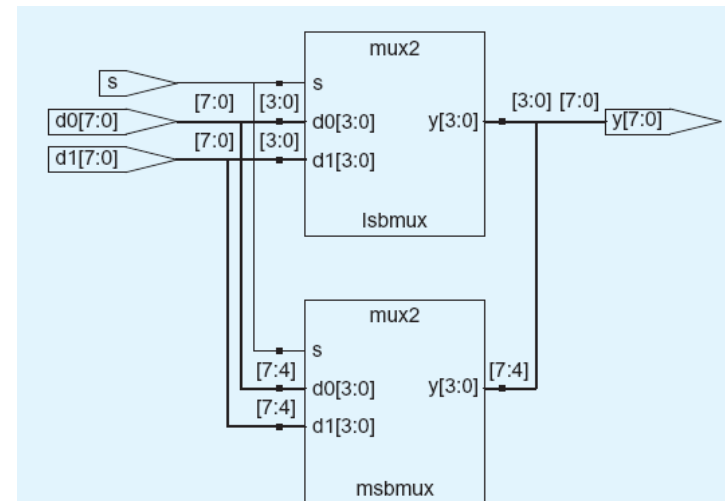 mux2
s
s
[7:0]
[3:0]
[3:0]
[7:0]
d0[7:0]
d0[3:0]
y[3:0]
y[7:0]
[7:0]
[3:0]
d1[7:0]
d1[3:0]
lsbmux
mux2
s
[7:4]
[7:4]
d0[3:0]
y[3:0]
[7:4]
d1[3:0]
msbmux